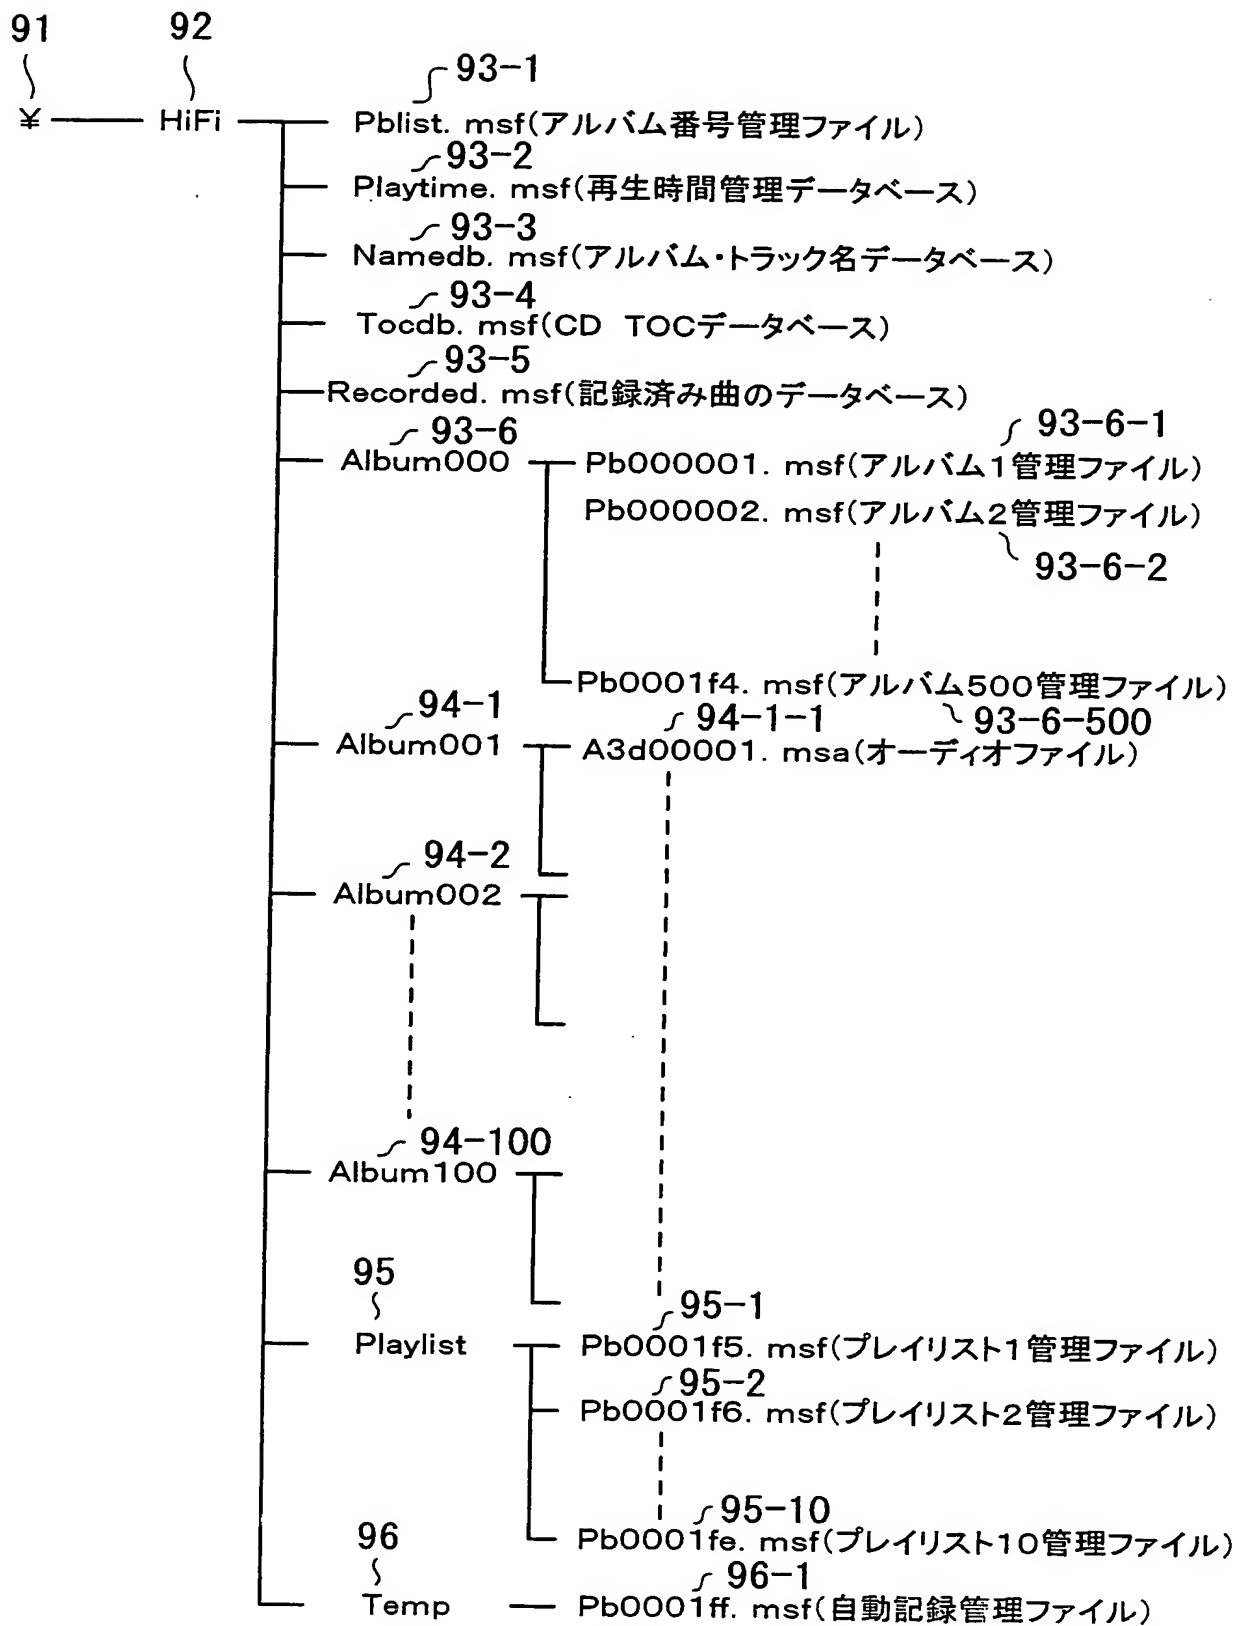 91 92
93-1
¥ HiFi Pblist. msf(アルバム番号管理ファイル)
93-2
Playtime. msf(再生時間管理データベース)
93-3
Namedb. msf(アルバム・トラック名データベース)
93-4
Tocdb. msf(CD TOCデータベース)
93-5
Recorded. msf(記録済み曲のデータベース)
93-6 93-6-1
Album000 Pb000001. msf(アルバム1管理ファイル)
Pb000002. msf(アルバム2管理ファイル)
93-6-2
Pb0001f4. msf(アルバム500管理ファイル)
94-1 94-1-1 93-6-500
Album001 A3d00001. msa(オーディオファイル)
94-2
Album002
94-100
Album100
95 95-1
Playlist Pb0001f5. msf(プレイリスト1管理ファイル)
95-2
Pb0001f6. msf(プレイリスト2管理ファイル)
95-10
Pb0001fe. msf(プレイリスト10管理ファイル)
96 96-1
Temp Pb0001ff. msf(自動記録管理ファイル)